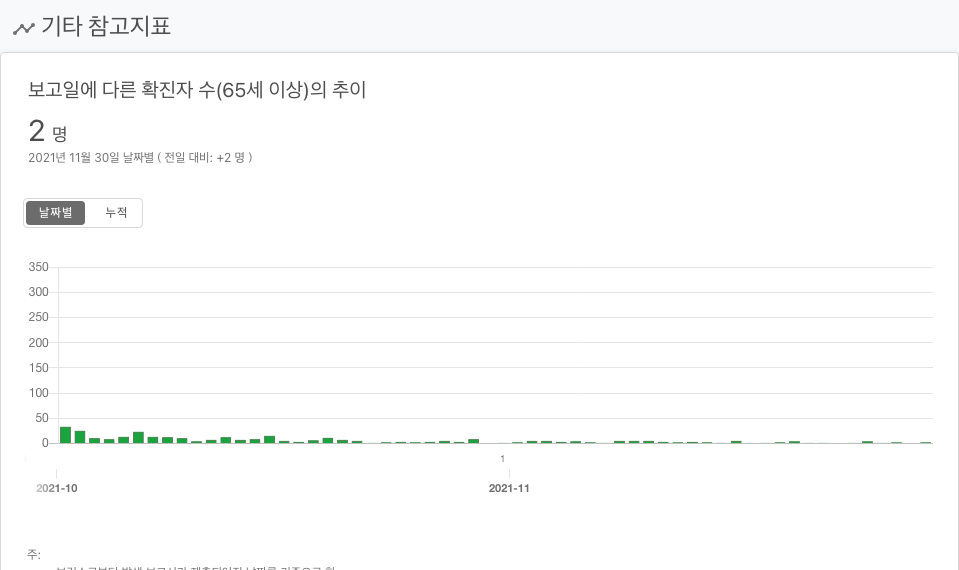 기타 참고지표
보고일에 다른 확진자 수(65세 이상)의 추이
2 명
2021년 11월 30일 날짜별 ( 전일 대비: +2 명 )
날짜별 누적
350
300
250
200
150
100
50
0
1
2021-10 2021-11
주: